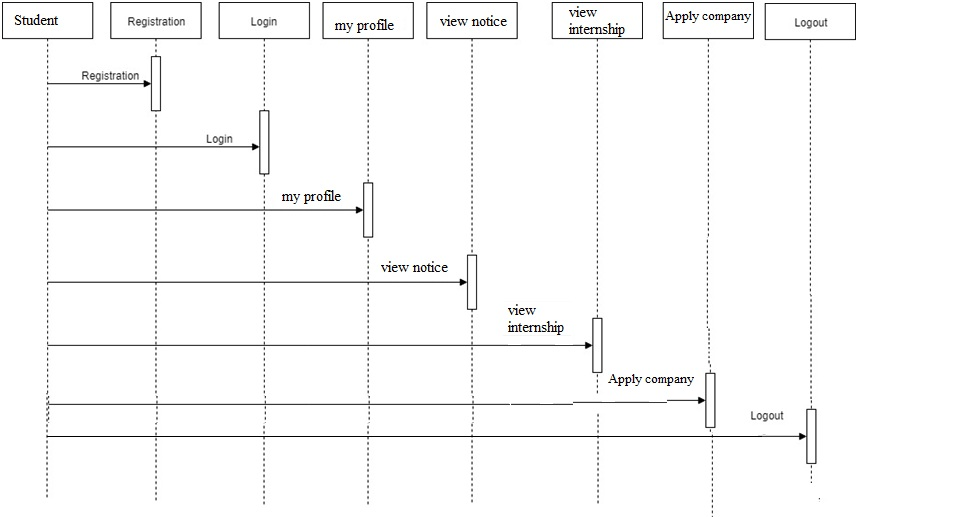 Student
Registration
Login
my profile
view notice
view
internship
Apply company
Logout
Registration
Login
my profile
view notice
view
internship
Apply company
Logout